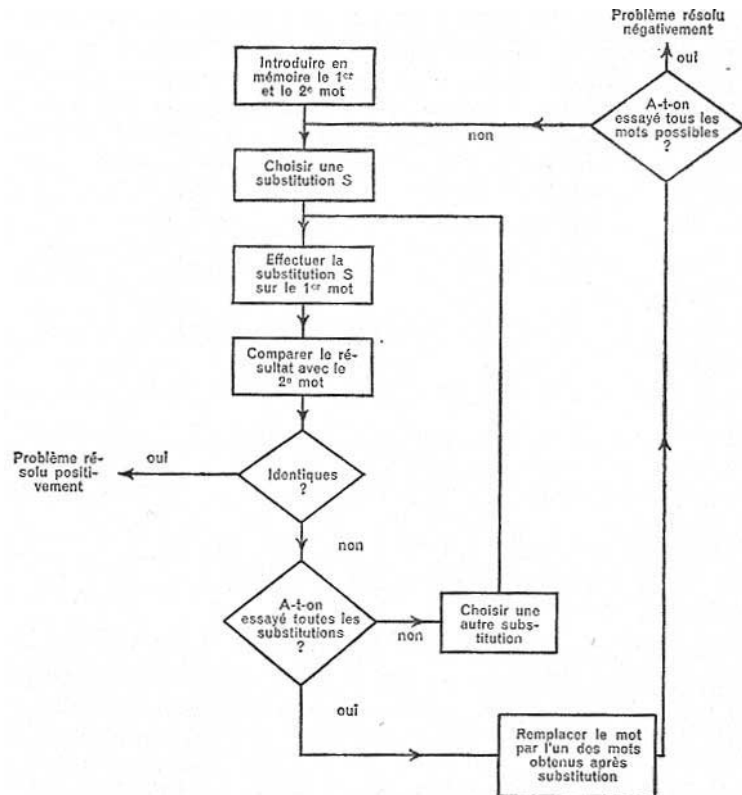 Problème résolu
négativement
oui
Introduire en
mémoire le 1er
et le 2e mot
A-t-on
essayé tous les
mots possibles
?
non
Choisir une
substitution S
Effectuer la
substitution S
sur le 1er mot
Comparer le ré-
sultat avec le
2e mot
Problème ré-
solu positi-
vement
oui
Identiques
?
non
A-t-on
essayé toutes les
substitutions
?
non
Choisir une
autre subs-
titution
oui
Remplacer le mot
par l'un des mots
obtenus après
substitution